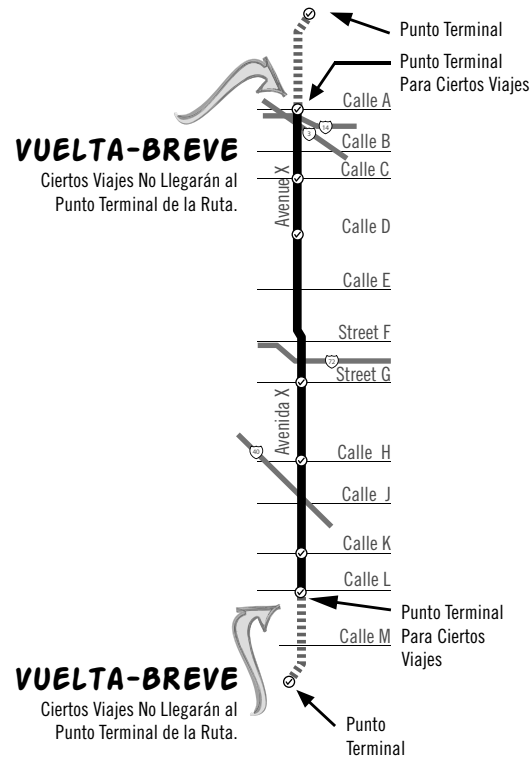 Punto Terminal
Punto Terminal
Para Ciertos Viajes
Calle A
14
3
VUELTA-BREVE
Ciertos Viajes No Llegarán al
Punto Terminal de la Ruta.
Calle B
Calle C
Avenue X
Calle D
Calle E
Street F
72
Street G
Avenida X
40
Calle H
Calle J
Calle K
Calle L
Punto Terminal
Para Ciertos
Viajes
Calle M
VUELTA-BREVE
Ciertos Viajes No Llegarán al
Punto Terminal de la Ruta.
Punto
Terminal